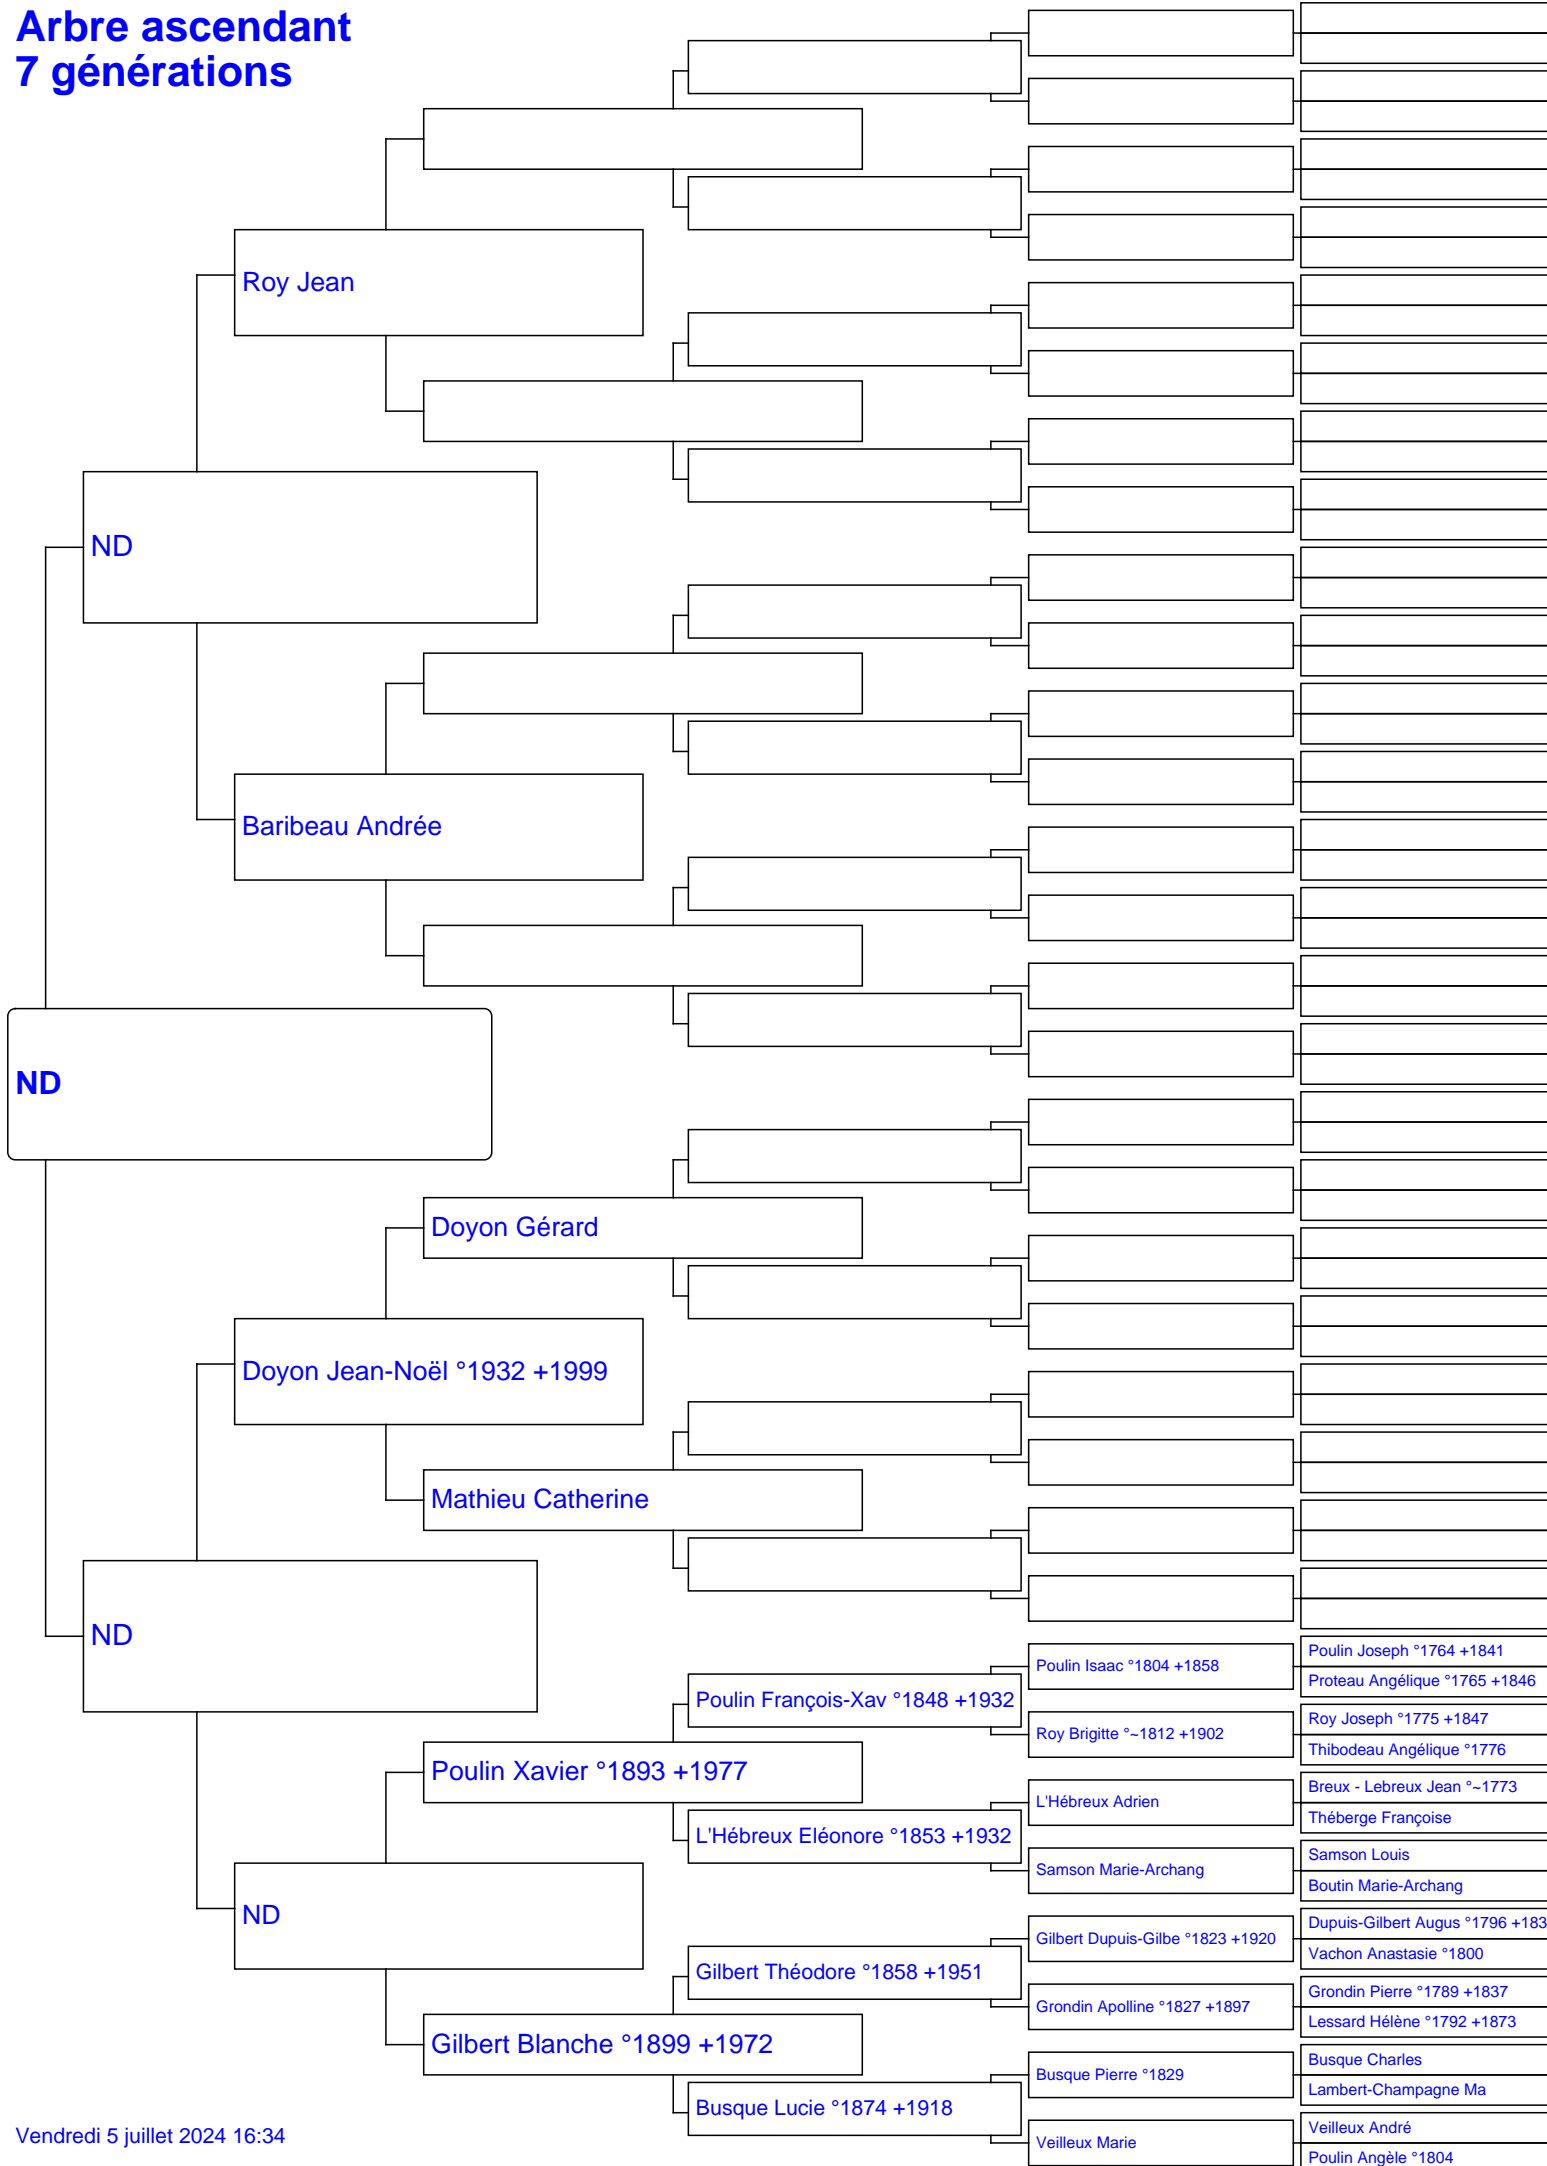 Arbre ascendant
7 générations
Roy Jean
ND
Baribeau Andrée
ND
Doyon Gérard
Doyon Jean-Noël °1932 +1999
Mathieu Catherine
ND
Poulin Joseph °1764 +1841
Poulin Isaac °1804 +1858
Proteau Angélique °1765 +1846
Poulin François-Xav °1848 +1932
Roy Joseph °1775 +1847
Roy Brigitte °~1812 +1902
Thibodeau Angélique °1776
Poulin Xavier °1893 +1977
Breux - Lebreux Jean °~1773
L'Hébreux Adrien
Théberge Françoise
L'Hébreux Eléonore °1853 +1932
Samson Louis
Samson Marie-Archang
Boutin Marie-Archang
ND
Dupuis-Gilbert Augus °1796 +183
Gilbert Dupuis-Gilbe °1823 +1920
Vachon Anastasie °1800
Gilbert Théodore °1858 +1951
Grondin Pierre °1789 +1837
Grondin Apolline °1827 +1897
Lessard Hélène °1792 +1873
Gilbert Blanche °1899 +1972
Busque Charles
Busque Pierre °1829
Lambert-Champagne Ma
Busque Lucie °1874 +1918
Veilleux André
Veilleux Marie
Poulin Angèle °1804
Vendredi 5 juillet 2024 16:34